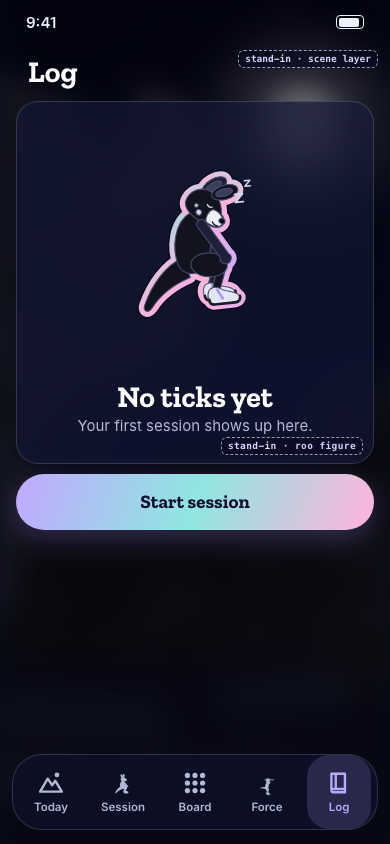 9:41
stand-in · scene layer
Log
z
z
No ticks yet
Your first session shows up here.
stand-in · roo figure
Start session
Today
Session
Board
Force
Log